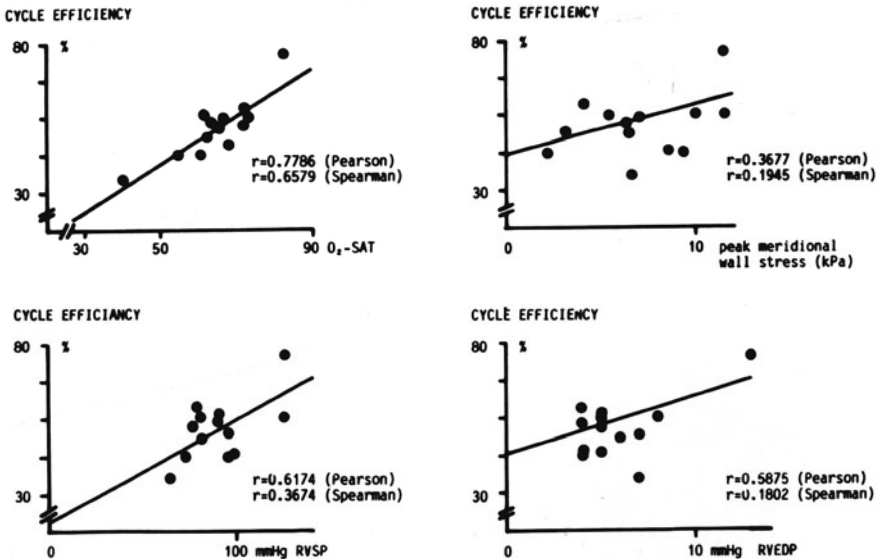 CYCLE EFFICIENCY
80 %
30
30 50 90
O₂-SAT
r=0.7786 (Pearson)
r=0.6579 (Spearman)
CYCLE EFFICIENCY
80 %
30
0 10 peak meridional
wall stress (kPa)
r=0.3677 (Pearson)
r=0.1945 (Spearman)
CYCLE EFFICIANCY
80 %
30
0 100 mmHg RVSP
r=0.6174 (Pearson)
r=0.3674 (Spearman)
CYCLE EFFICIENCY
80 %
30
0 mmHg 10 RVEDP
r=0.5875 (Pearson)
r=0.1802 (Spearman)